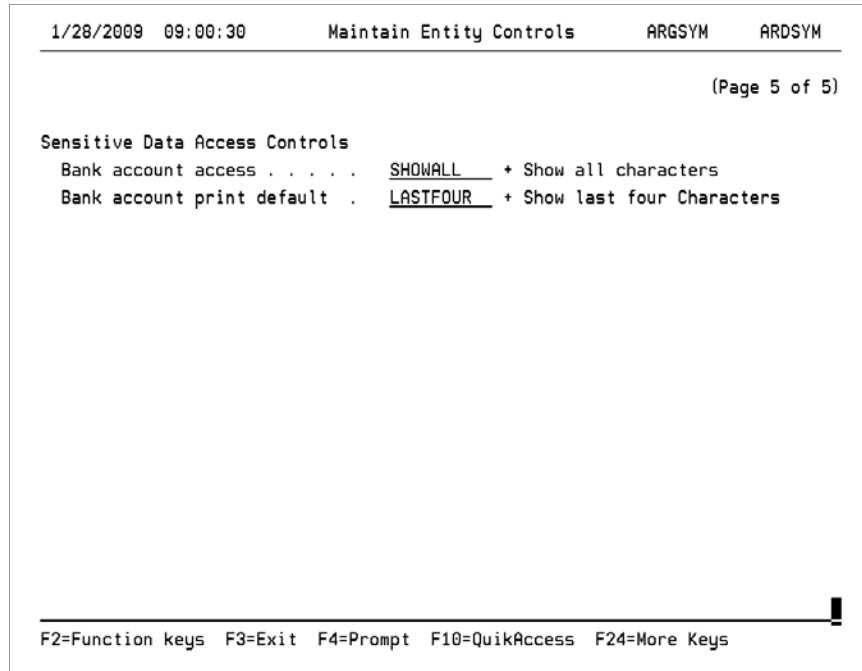 1/28/2009 09:00:30 Maintain Entity Controls ARGSYM ARDSYM
(Page 5 of 5)
Sensitive Data Access Controls
Bank account access . . . . . SHOWALL + Show all characters
Bank account print default . LASTFOUR + Show last four Characters
F2=Function keys F3=Exit F4=Prompt F10=QuikAccess F24=More Keys